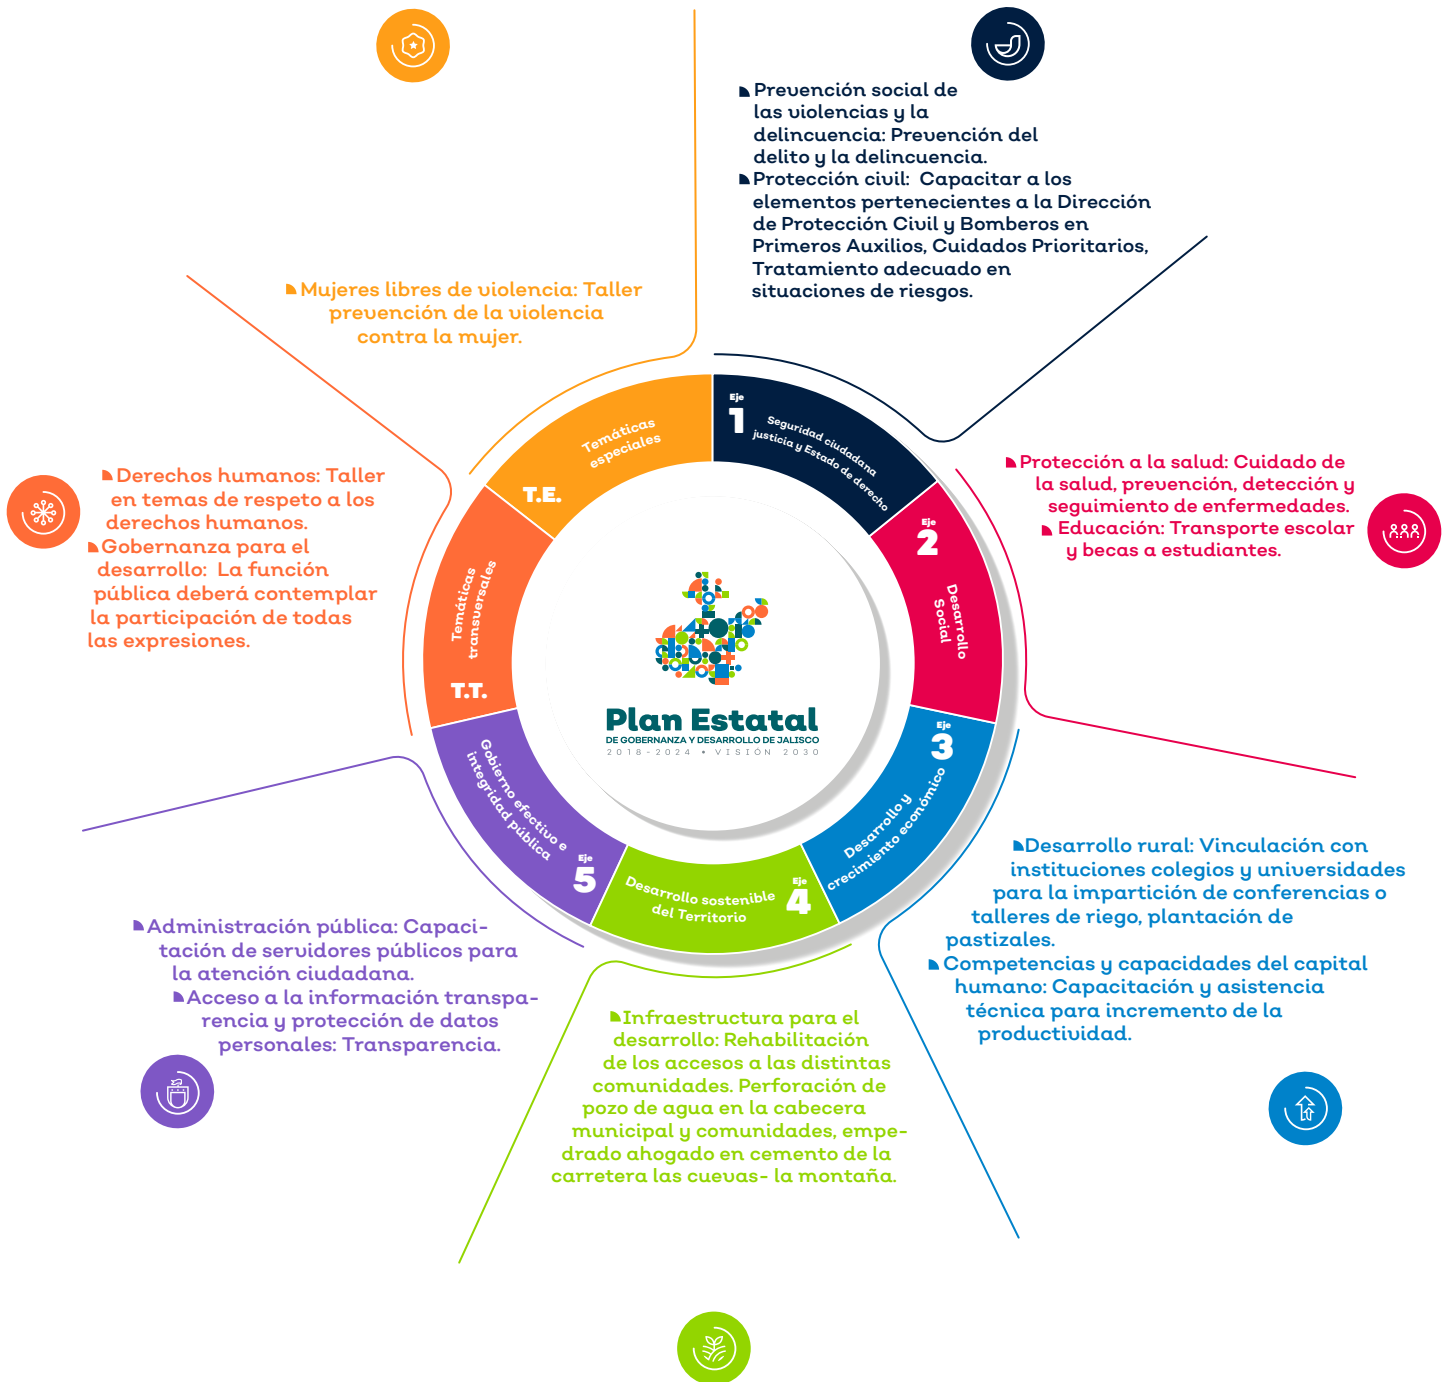 Prevención social de
las violencias y la
delincuencia: Prevención del
delito y la delincuencia.
Protección civil: Capacitar a los
elementos pertenecientes a la Dirección
de Protección Civil y Bomberos en
Primeros Auxilios, Cuidados Prioritarios,
Tratamiento adecuado en
situaciones de riesgos.
Mujeres libres de violencia: Taller
prevención de la violencia
contra la mujer.
Derechos humanos: Taller
en temas de respeto a los
derechos humanos.
Gobernanza para el
desarrollo: La función
pública deberá contemplar
la participación de todas
las expresiones.
Protección a la salud: Cuidado de
la salud, prevención, detección y
seguimiento de enfermedades.
Educación: Transporte escolar
y becas a estudiantes.
Temáticas
especiales
T.E.
Eje
1
Seguridad ciudadana
justicia y Estado de derecho
Eje
2
Desarrollo
Social
Temáticas
transversales
T.T.
Plan Estatal
DE GOBERNANZA Y DESARROLLO DE JALISCO
2018-2024 • VISIÓN 2030
Eje
3
Desarrollo y
crecimiento económico
Eje
4
Desarrollo sostenible
del Territorio
Eje
5
Gobierno efectivo e
integridad pública
Desarrollo rural: Vinculación con
instituciones colegios y universidades
para la impartición de conferencias o
talleres de riego, plantación de
pastizales.
Competencias y capacidades del capital
humano: Capacitación y asistencia
técnica para incremento de la
productividad.
Administración pública: Capaci-
tación de servidores públicos para
la atención ciudadana.
Acceso a la información transpa-
rencia y protección de datos
personales: Transparencia.
Infraestructura para el
desarrollo: Rehabilitación
de los accesos a las distintas
comunidades. Perforación de
pozo de agua en la cabecera
municipal y comunidades, empe-
drado ahogado en cemento de la
carretera las cuevas- la montaña.